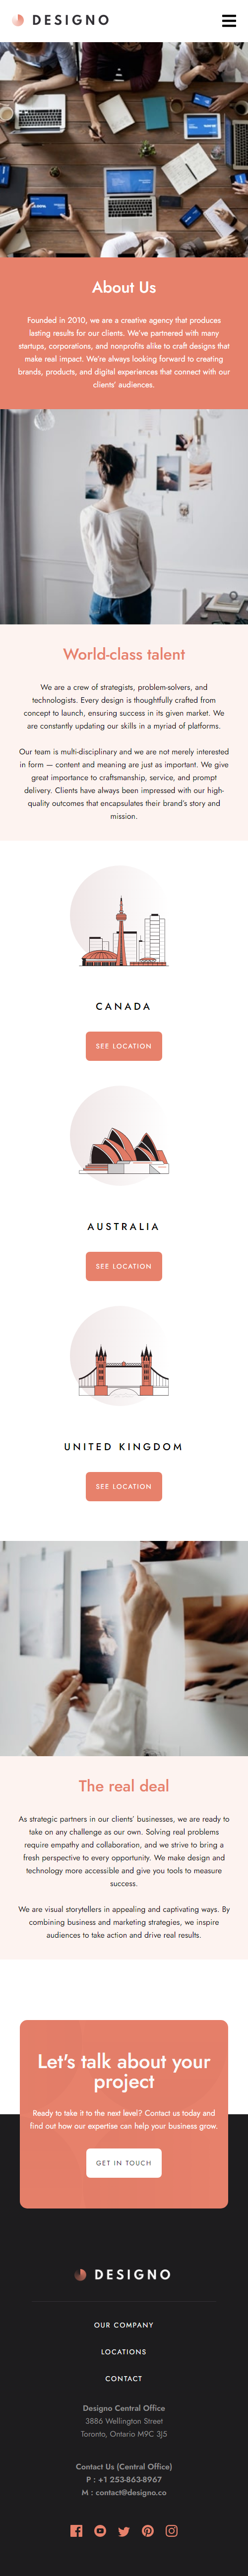 DESIGNO
About Us
Founded in 2010, we are a creative agency that produces
lasting results for our clients. We've partnered with many
startups, corporations, and nonprofits alike to craft designs that
make real impact. We're always looking forward to creating
brands, products, and digital experiences that connect with our
clients' audiences.
World-class talent
We are a crew of strategists, problem-solvers, and
technologists. Every design is thoughtfully crafted from
concept to launch, ensuring success in its given market. We
are constantly updating our skills in a myriad of platforms.
Our team is multi-disciplinary and we are not merely interested
in form — content and meaning are just as important. We give
great importance to craftsmanship, service, and prompt
delivery. Clients have always been impressed with our high-
quality outcomes that encapsulates their brand's story and
mission.
CANADA
SEE LOCATION
AUSTRALIA
SEE LOCATION
UNITED KINGDOM
SEE LOCATION
The real deal
As strategic partners in our clients' businesses, we are ready to
take on any challenge as our own. Solving real problems
require empathy and collaboration, and we strive to bring a
fresh perspective to every opportunity. We make design and
technology more accessible and give you tools to measure
success.
We are visual storytellers in appealing and captivating ways. By
combining business and marketing strategies, we inspire
audiences to take action and drive real results.
Let's talk about your
project
Ready to take it to the next level? Contact us today and
find out how our expertise can help your business grow.
GET IN TOUCH
DESIGNO
OUR COMPANY
LOCATIONS
CONTACT
Designo Central Office
3886 Wellington Street
Toronto, Ontario M9C 3J5
Contact Us (Central Office)
P : +1 253-863-8967
M : contact@designo.co